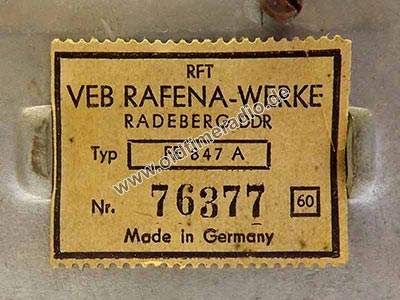 RFT
VEB RAFENA-WERKE
RADEBERG DDR
Typ 847 A
Nr. 76377 60
Made in Germany
www.oldtimeradio.de